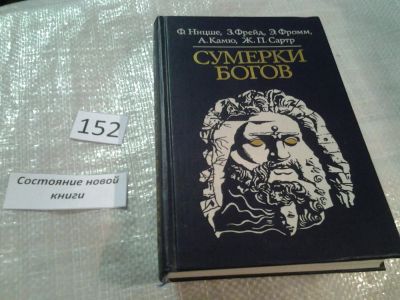 Ф. Ницше, З. Фрейд, Э. Фромм,
А. Камю, Ж. П. Сартр
СУМЕРКИ
БОГОВ
152
Состояние новой
книги